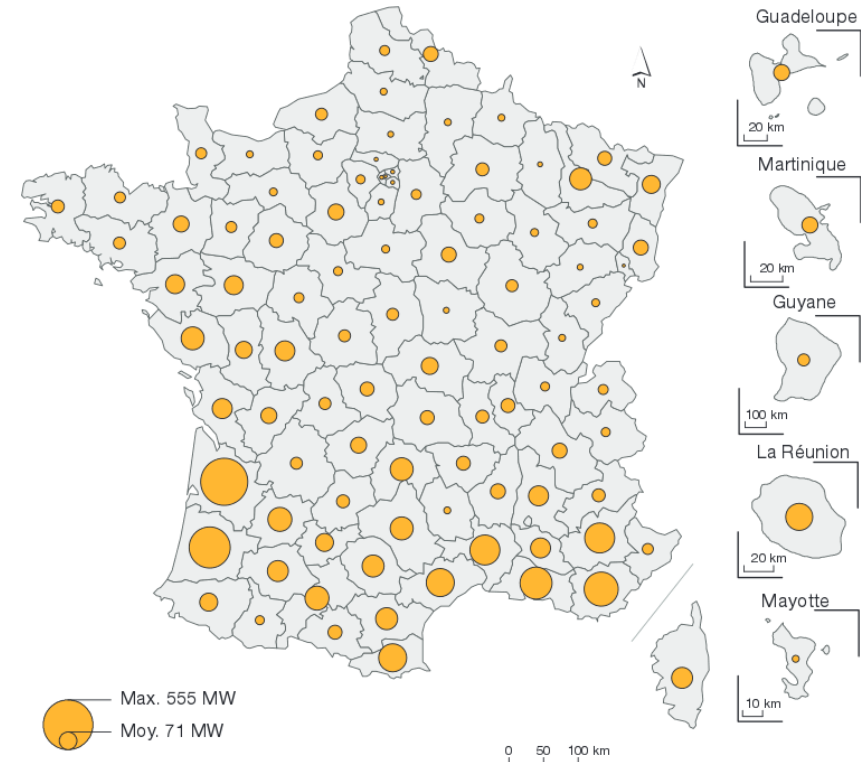 Guadeloupe
N
20 km
Martinique
20 km
Guyane
100 km
La Réunion
20 km
Mayotte
10 km
Max. 555 MW
Moy. 71 MW
0 50 100 km